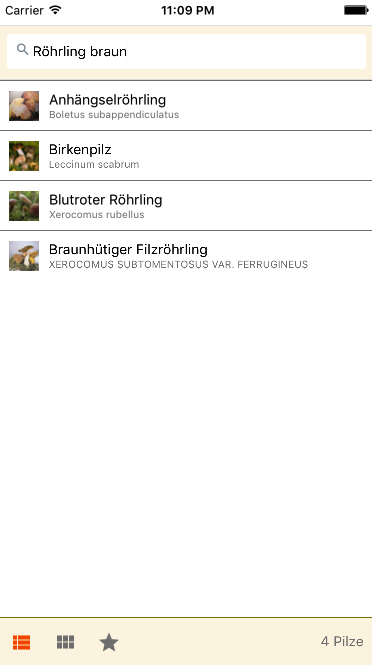 Carrier 11:09 PM
Röhrling braun
Anhängselröhrling
Boletus subappendiculatus
Birkenpilz
Leccinum scabrum
Blutroter Röhrling
Xerocomus rubellus
Braunhütiger Filzröhrling
XEROCOMUS SUBTOMENTOSUS VAR. FERRUGINEUS
4 Pilze